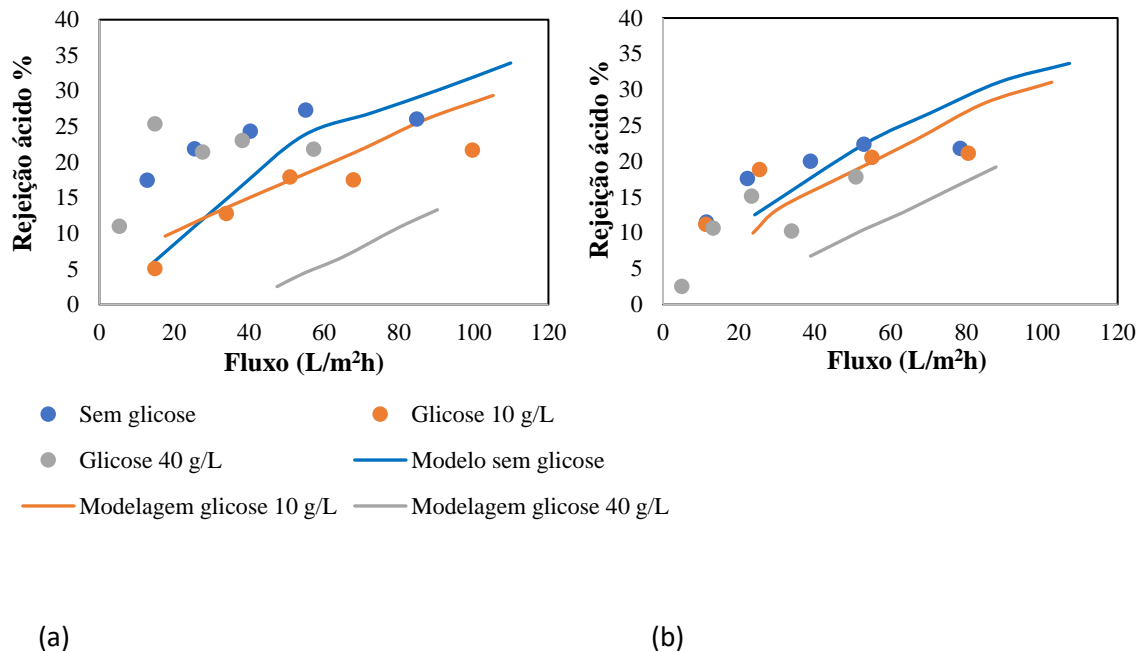 40
35
30
25
20
15
10
5
0
Rejeição ácido %
0 20 40 60 80 100 120
Fluxo (L/m²h)
40
35
30
25
20
15
10
5
0
Rejeição ácido %
0 20 40 60 80 100 120
Fluxo (L/m²h)
Sem glicose Glicose 10 g/L
Glicose 40 g/L Modelo sem glicose
Modelagem glicose 10 g/L Modelagem glicose 40 g/L
(a) (b)